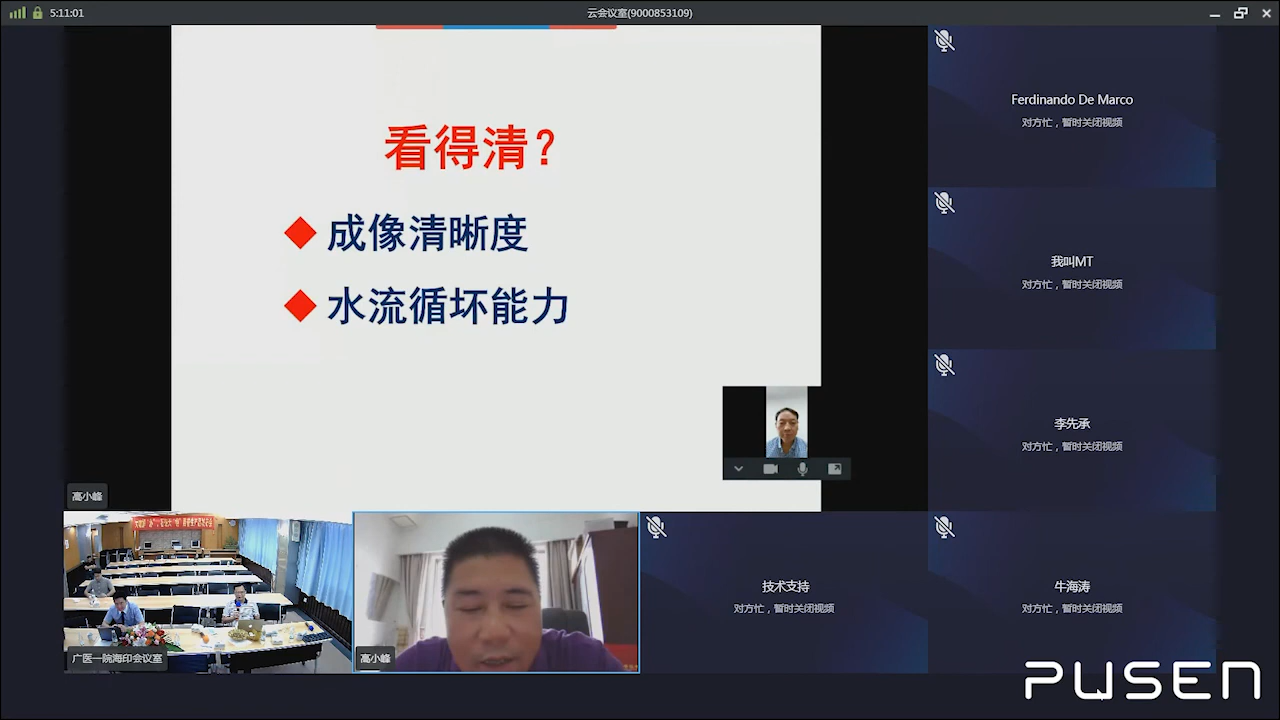 5:11:01
云会议室(9000853109)
看得清?
成像清晰度
水流循坏能力
高小峰
Ferdinando De Marco
对方忙，暂时关闭视频
我叫MT
对方忙，暂时关闭视频
李先承
对方忙，暂时关闭视频
广医一院海印会议室
高小峰
技术支持
对方忙，暂时关闭视频
牛海涛
对方忙，暂时关闭视频
PUSEN